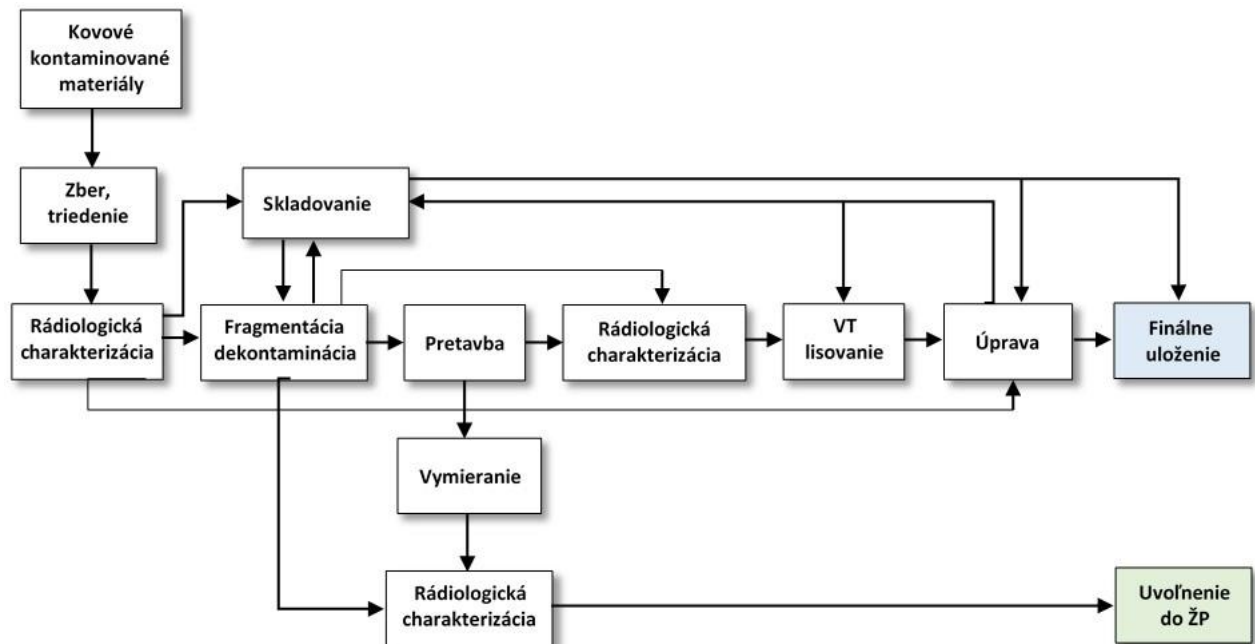 Kovové
kontaminované
materiály
Zber,
triedenie
Skladovanie
Rádiologická
charakterizácia
Fragmentácia
dekontaminácia
Pretavba
Rádiologická
charakterizácia
VT
lisovanie
Úprava
Finálne
uloženie
Vymieranie
Rádiologická
charakterizácia
Uvoľnenie
do ŽP